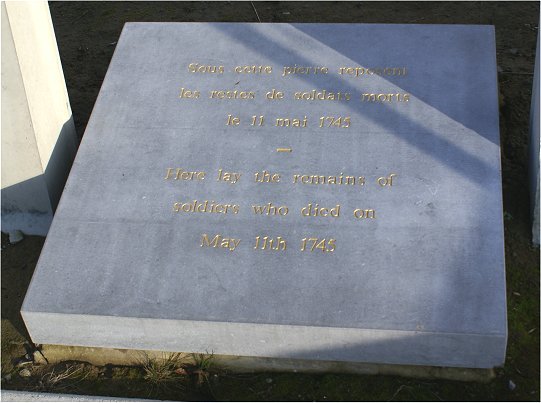 Sous cette pierre reposent
les restes de soldats morts
le 11 mai 1745
—
Here lay the remains of
soldiers who died on
May 11th 1745